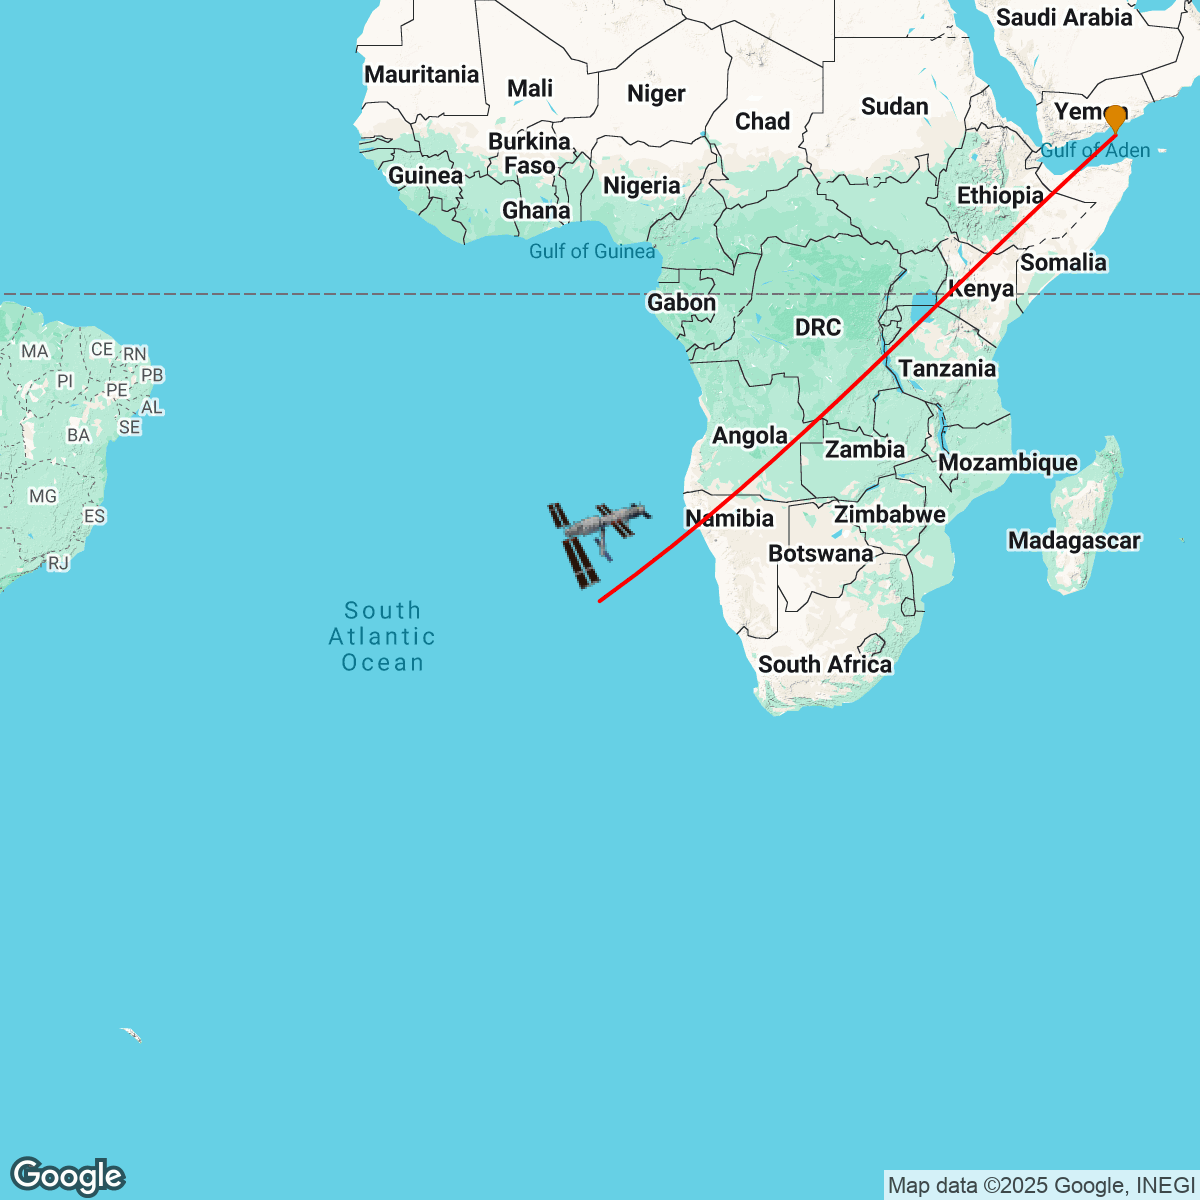 Saudi Arabia
Mauritania
Mali
Niger
Chad
Sudan
Yemen
Burkina
Faso
Gulf of Aden
Guinea
Nigeria
Ethiopia
Ghana
Gulf of Guinea
Somalia
Gabon
Kenya
DRC
MA
CE
RN
PB
PI
PE
Tanzania
AL
SE
BA
Angola
Zambia
Mozambique
MG
ES
Namibia
Zimbabwe
Madagascar
Botswana
RJ
South
Atlantic
Ocean
South Africa
Google
Map data ©2025 Google, INEGI